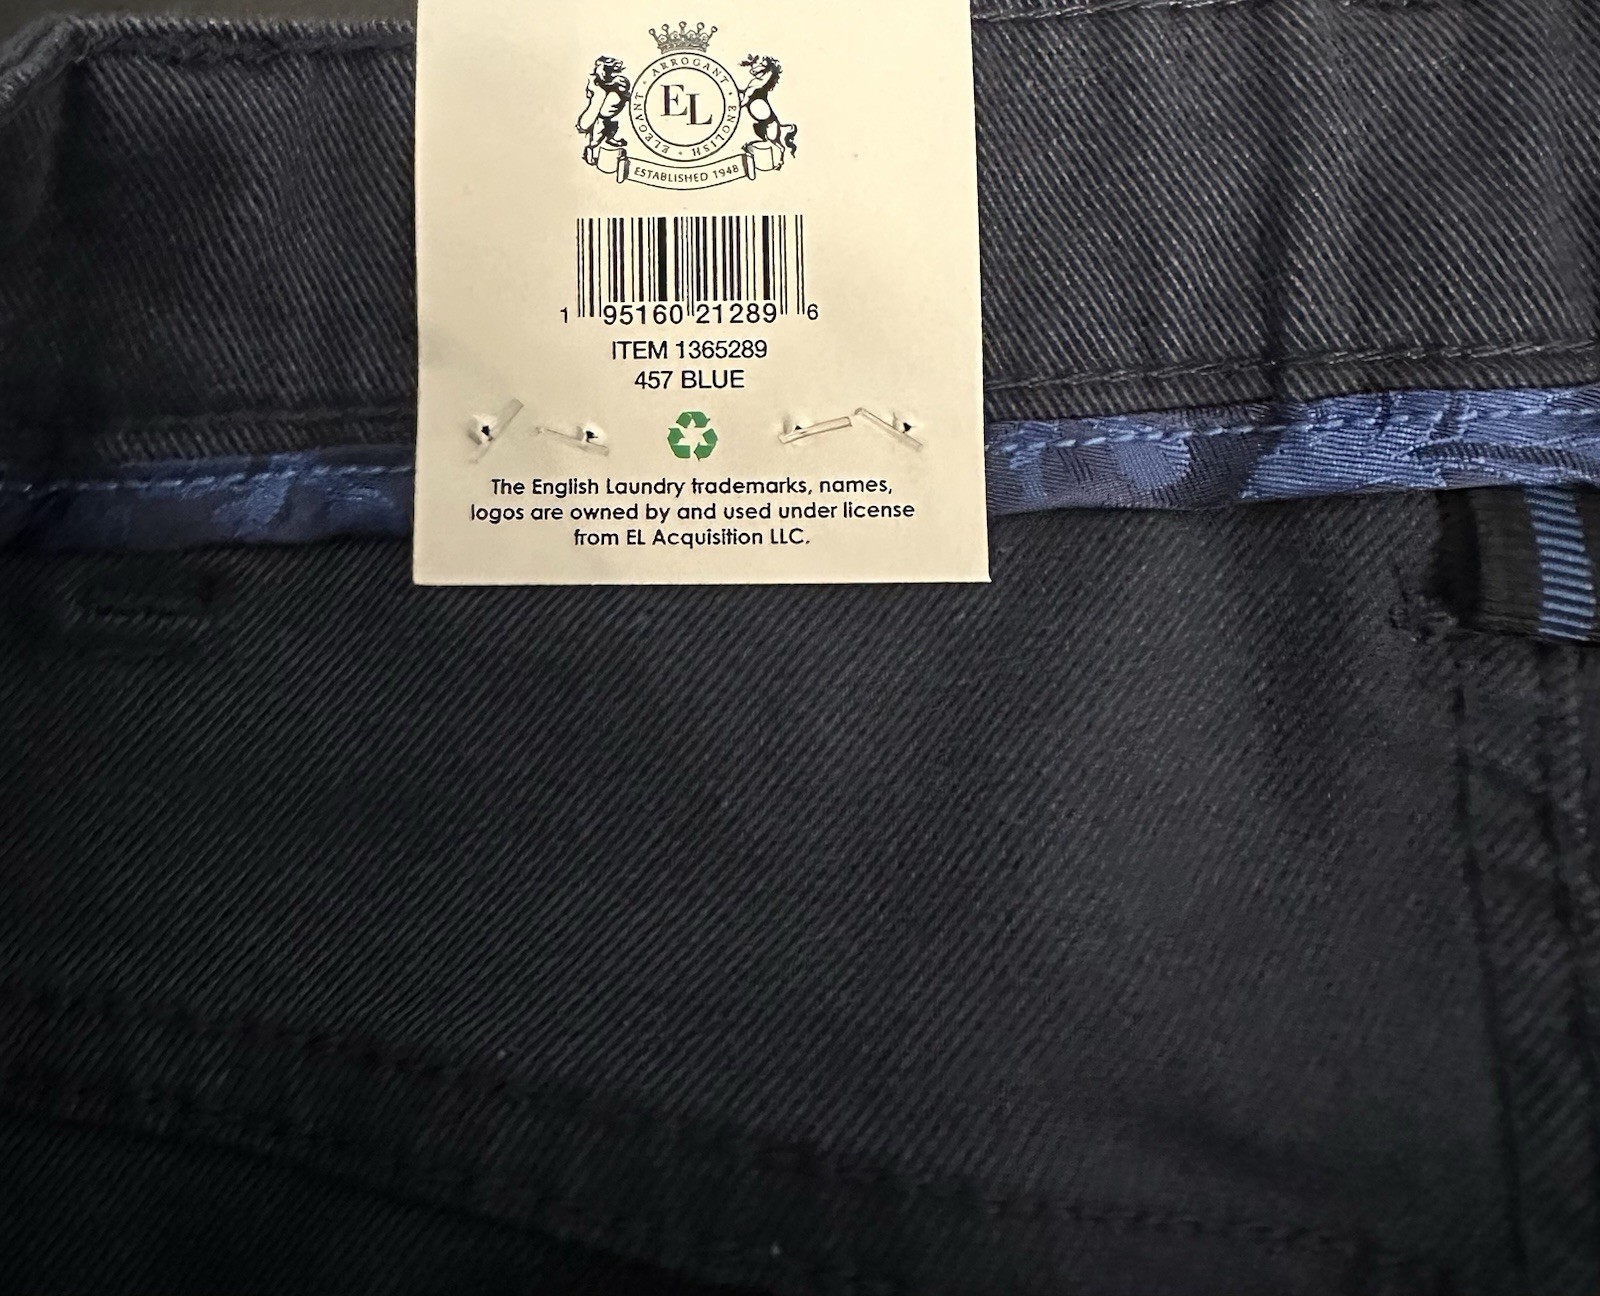 ARROGANT • ENGLISH • ELEGANT •
EL
ESTABLISHED 1948
1 95160 21289 6
ITEM 1365289
457 BLUE
The English Laundry trademarks, names,
logos are owned by and used under license
from EL Acquisition LLC.